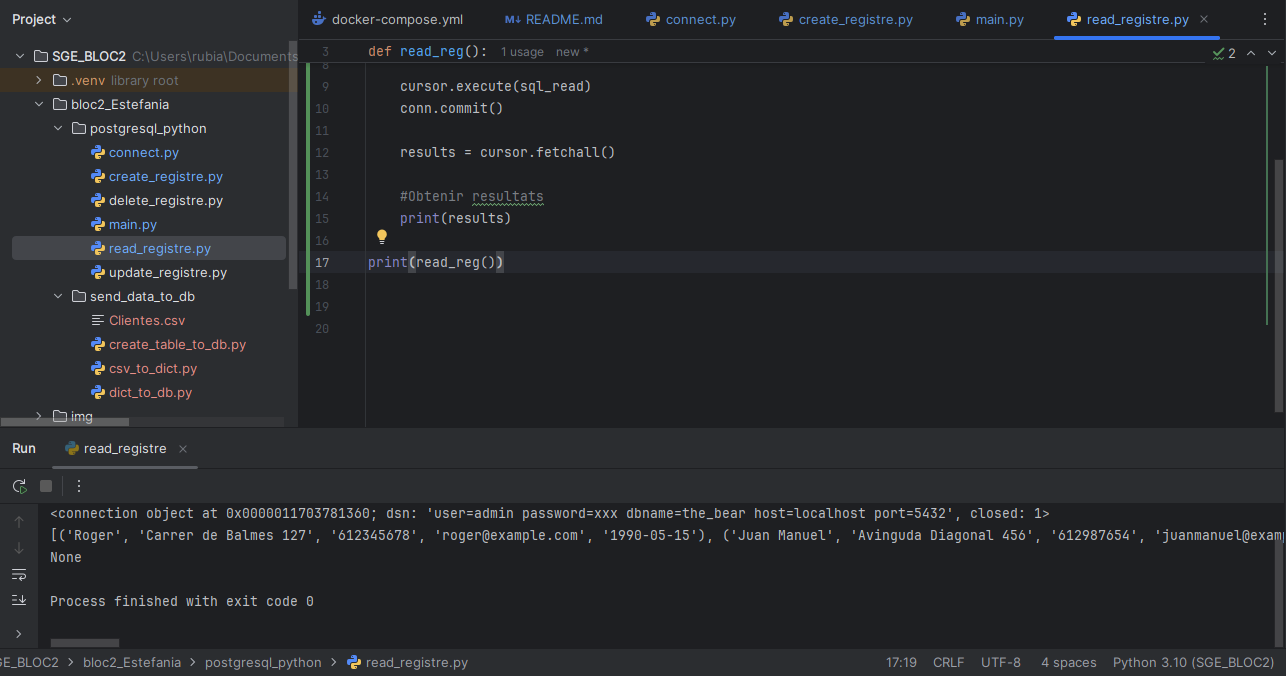 Project
docker-compose.yml
README.md
connect.py
create_registre.py
main.py
read_registre.py
SGE_BLOC2 C:\Users\rubia\Documents
.venv library root
bloc2_Estefania
postgresql_python
connect.py
create_registre.py
delete_registre.py
main.py
read_registre.py
update_registre.py
send_data_to_db
Clientes.csv
create_table_to_db.py
csv_to_dict.py
dict_to_db.py
img
3 def read_reg(): 1 usage new *
2
8
9 cursor.execute(sql_read)
10 conn.commit()
11
12 results = cursor.fetchall()
13
14 #Obtenir resultats
15 print(results)
16
17 print(read_reg())
18
19
20
Run read_registre
<connection object at 0x0000011703781360; dsn: 'user=admin password=xxx dbname=the_bear host=localhost port=5432', closed: 1>
[('Roger', 'Carrer de Balmes 127', '612345678', 'roger@example.com', '1990-05-15'), ('Juan Manuel', 'Avinguda Diagonal 456', '612987654', 'juanmanuel@exam
None
Process finished with exit code 0
GE_BLOC2 > bloc2_Estefania > postgresql_python > read_registre.py
17:19 CRLF UTF-8 4 spaces Python 3.10 (SGE_BLOC2)